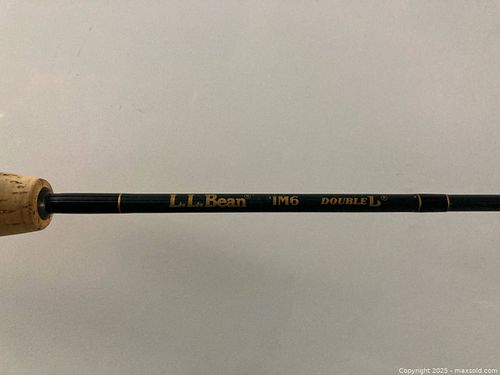 L.L.Bean® IM6 DOUBLE L®
Copyright 2025 - maxsold.com